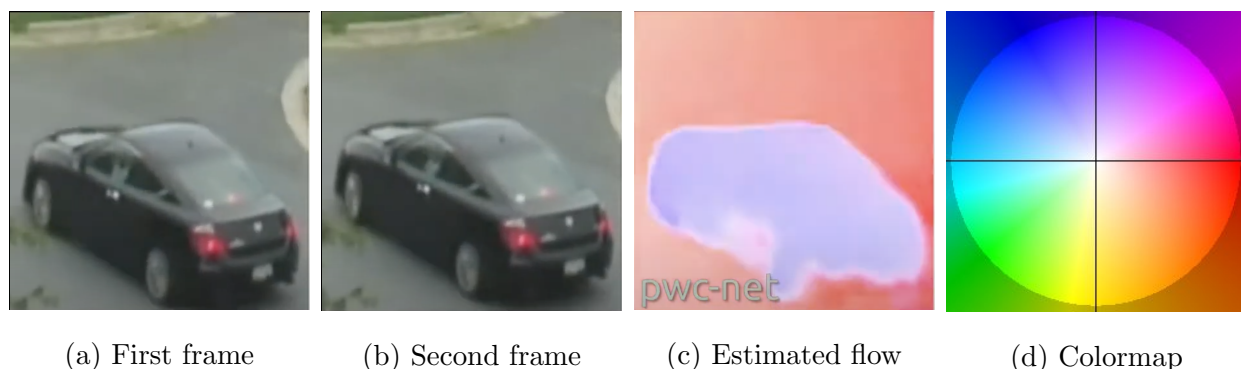 pwc-net
(a) First frame
(b) Second frame
(c) Estimated flow
(d) Colormap